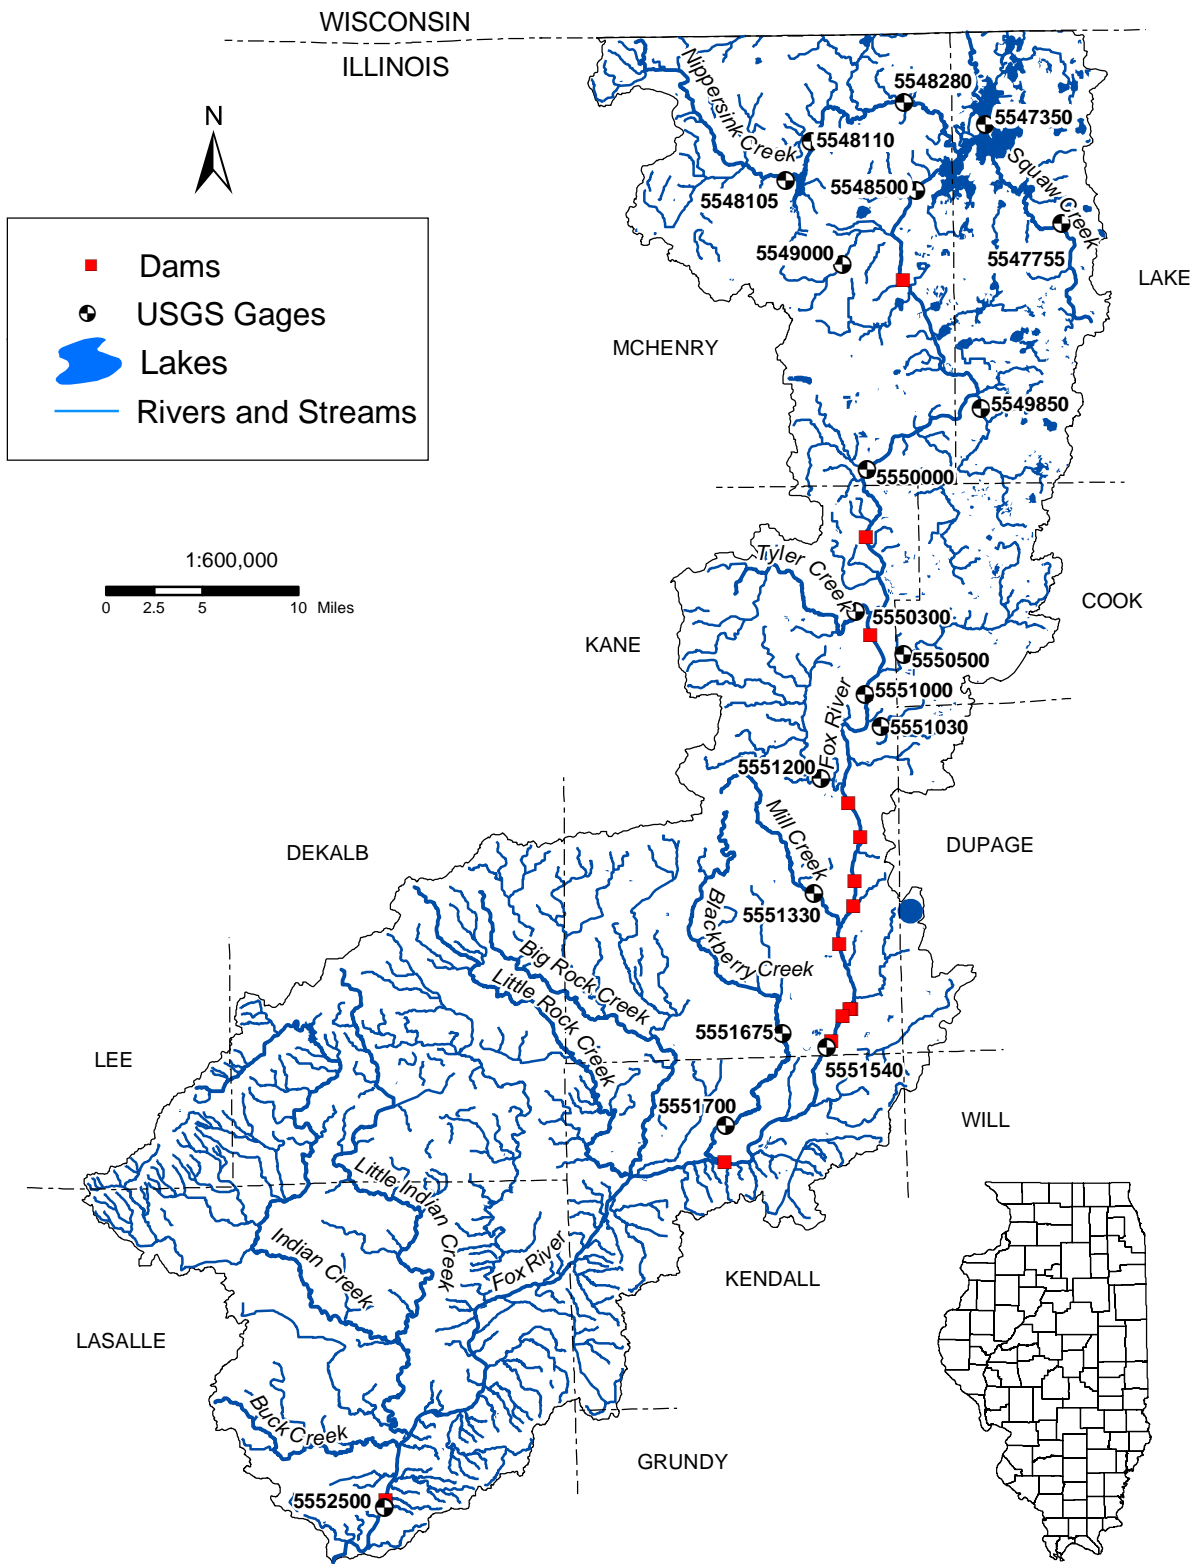 WISCONSIN
ILLINOIS
N
Dams
USGS Gages
Lakes
Rivers and Streams
1:600,000
0 2.5 5 10 Miles
Nippersink Creek
5548280
5547350
5548110
Squaw Creek
5548105
5548500
5549000
5547755
LAKE
MCHENRY
5549850
5550000
Tyler Creek
COOK
5550300
KANE
5550500
5551000
Fox River
5551030
5551200
Mill Creek
DEKALB
DUPAGE
5551330
Blackberry Creek
Big Rock Creek
Little Rock Creek
5551675
LEE
5551540
5551700
WILL
Little Indian Creek
Indian Creek
Fox River
KENDALL
LASALLE
Buck Creek
GRUNDY
5552500